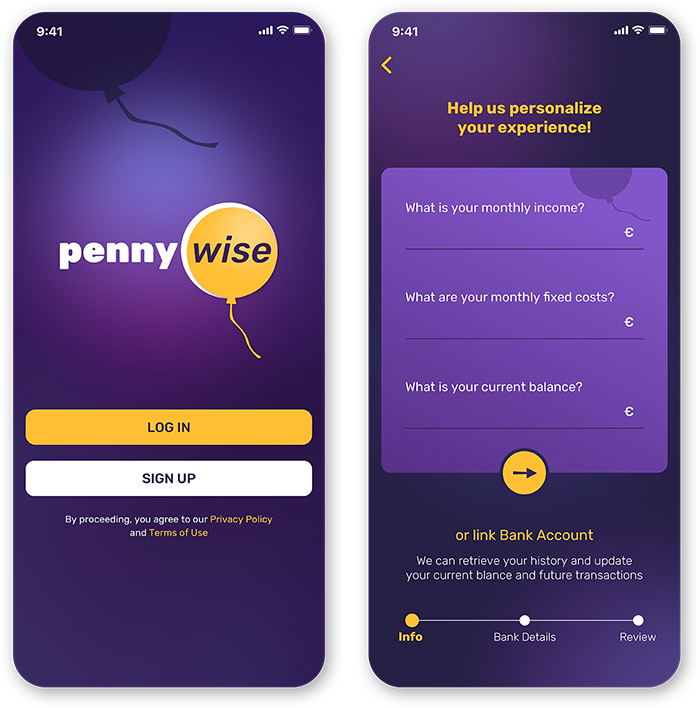 9:41
pennywise
LOG IN
SIGN UP
By proceeding, you agree to our Privacy Policy
and Terms of Use
9:41
Help us personalize
your experience!
What is your monthly income?
€
What are your monthly fixed costs?
€
What is your current balance?
€
or link Bank Account
We can retrieve your history and update
your current blance and future transactions
Info Bank Details Review